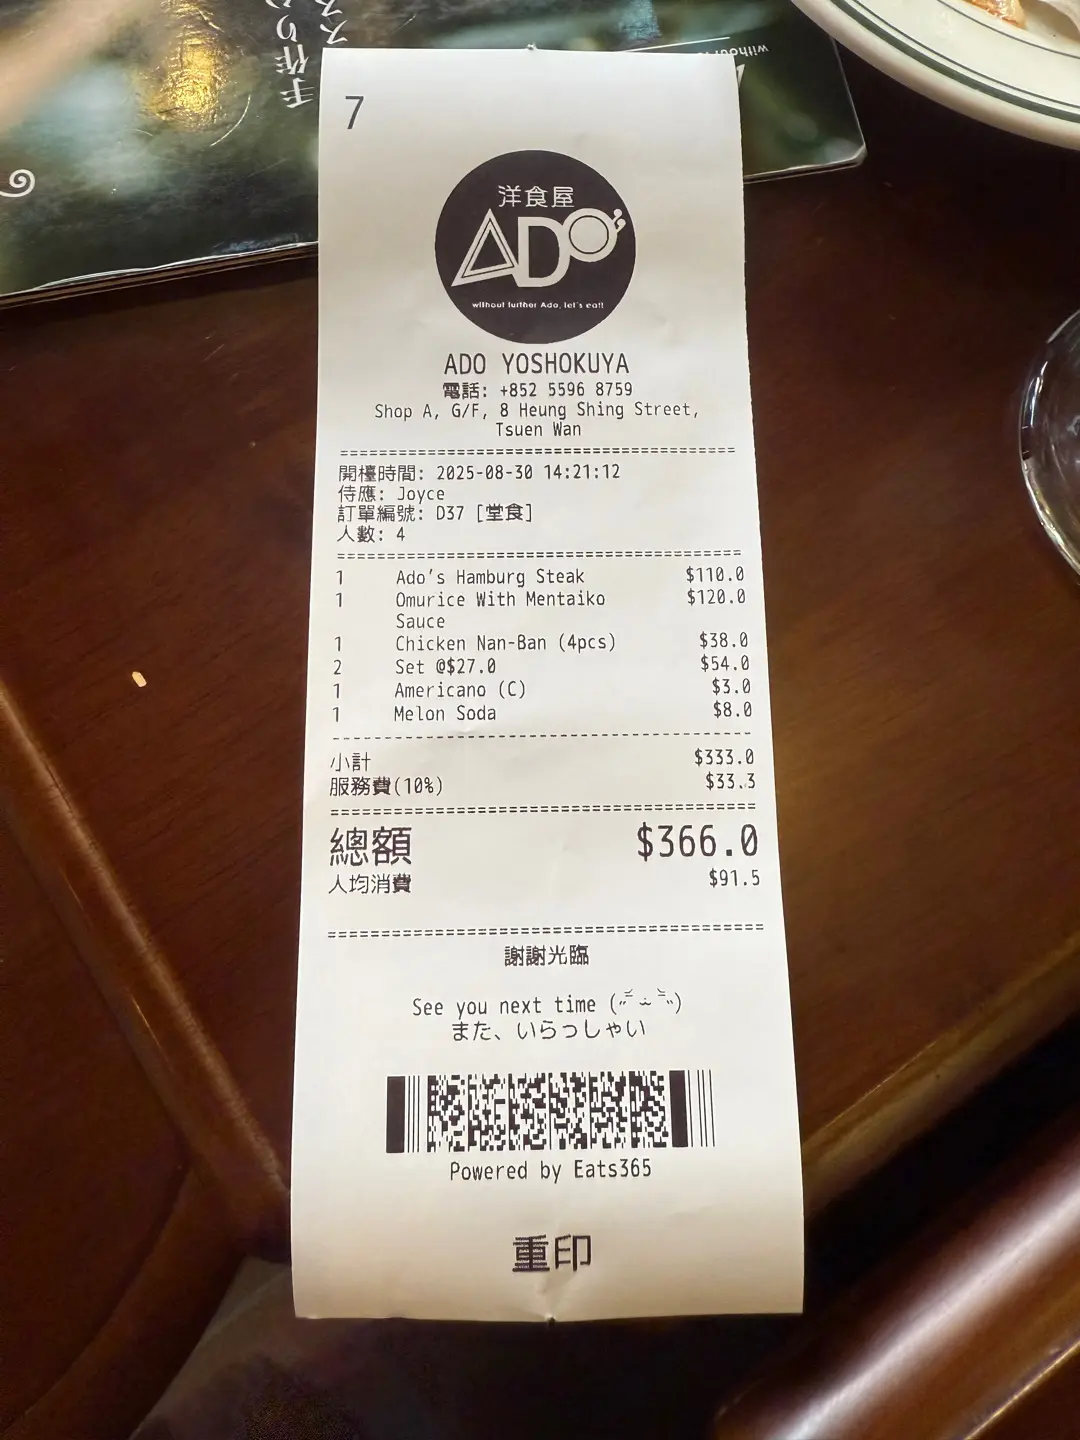 手作り
7
洋食屋
ADO
without further Ado, let's eat!
ADO YOSHOKUYA
電話: +852 5596 8759
Shop A, G/F, 8 Heung Shing Street,
Tsuen Wan
開檯時間: 2025-08-30 14:21:12
侍應: Joyce
訂單編號: D37 [堂食]
人數: 4
1 Ado's Hamburg Steak $110.0
1 Omurice With Mentaiko $120.0
Sauce
1 Chicken Nan-Ban (4pcs) $38.0
2 Set @$27.0 $54.0
1 Americano (C) $3.0
1 Melon Soda $8.0
小計 $333.0
服務費(10%) $33.3
總額 $366.0
人均消費 $91.5
謝謝光臨
See you next time
また、いらっしゃい
Powered by Eats365
重印